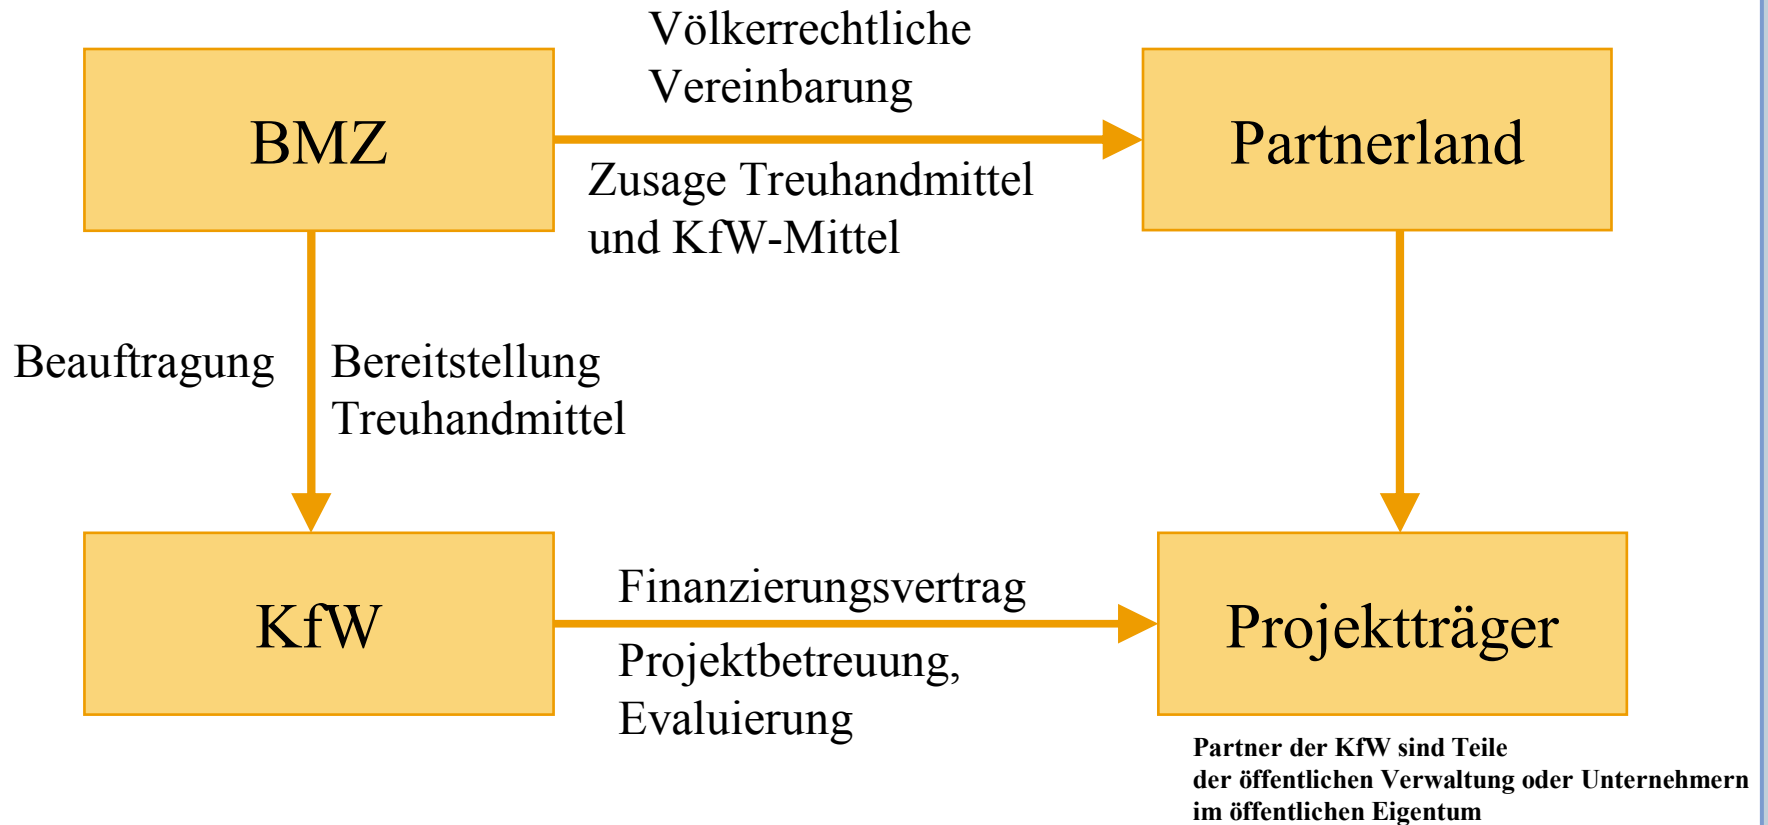 Völkerrechtliche
Vereinbarung
BMZ
Partnerland
Zusage Treuhandmittel
und KfW-Mittel
Beauftragung
Bereitstellung
Treuhandmittel
KfW
Finanzierungsvertrag
Projektträger
Projektbetreuung,
Evaluierung
Partner der KfW sind Teile
der öffentlichen Verwaltung oder Unternehmern
im öffentlichen Eigentum